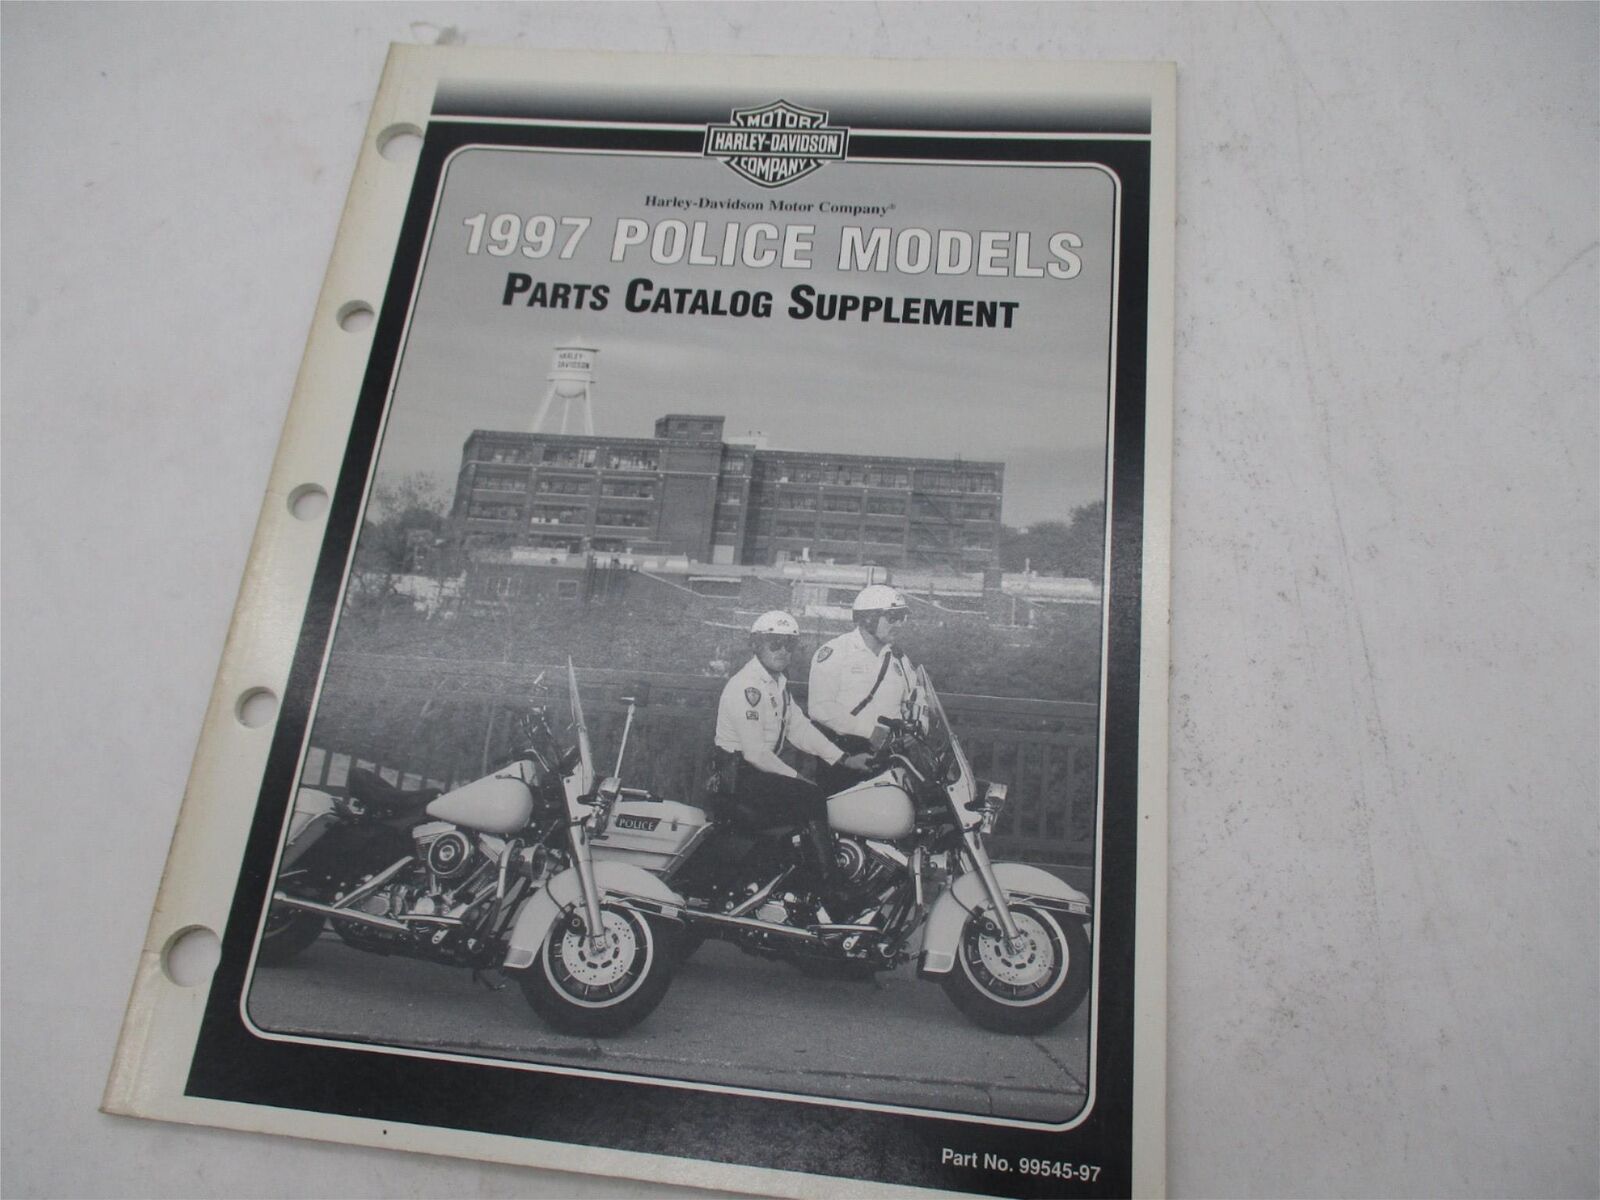 MOTOR
HARLEY-DAVIDSON
COMPANY
Harley-Davidson Motor Company®
1997 POLICE MODELS
PARTS CATALOG SUPPLEMENT
HARLEY-
DAVIDSON
POLICE
Part No. 99545-97